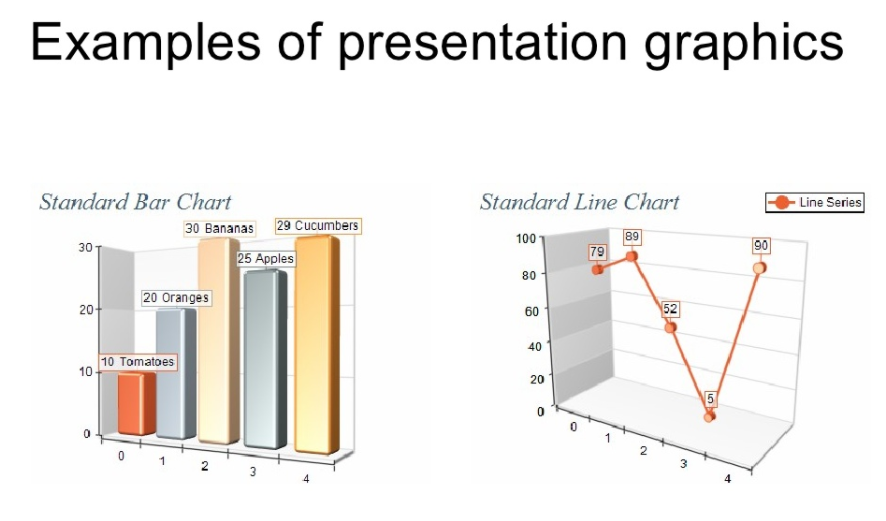 Examples of presentation graphics
Standard Bar Chart
30 Bananas
29 Cucumbers
25 Apples
20 Oranges
10 Tomatoes
30
20
10
0
0
1
2
3
4
Standard Line Chart
Line Series
100
80
60
40
20
0
79
89
52
5
90
0
1
2
3
4